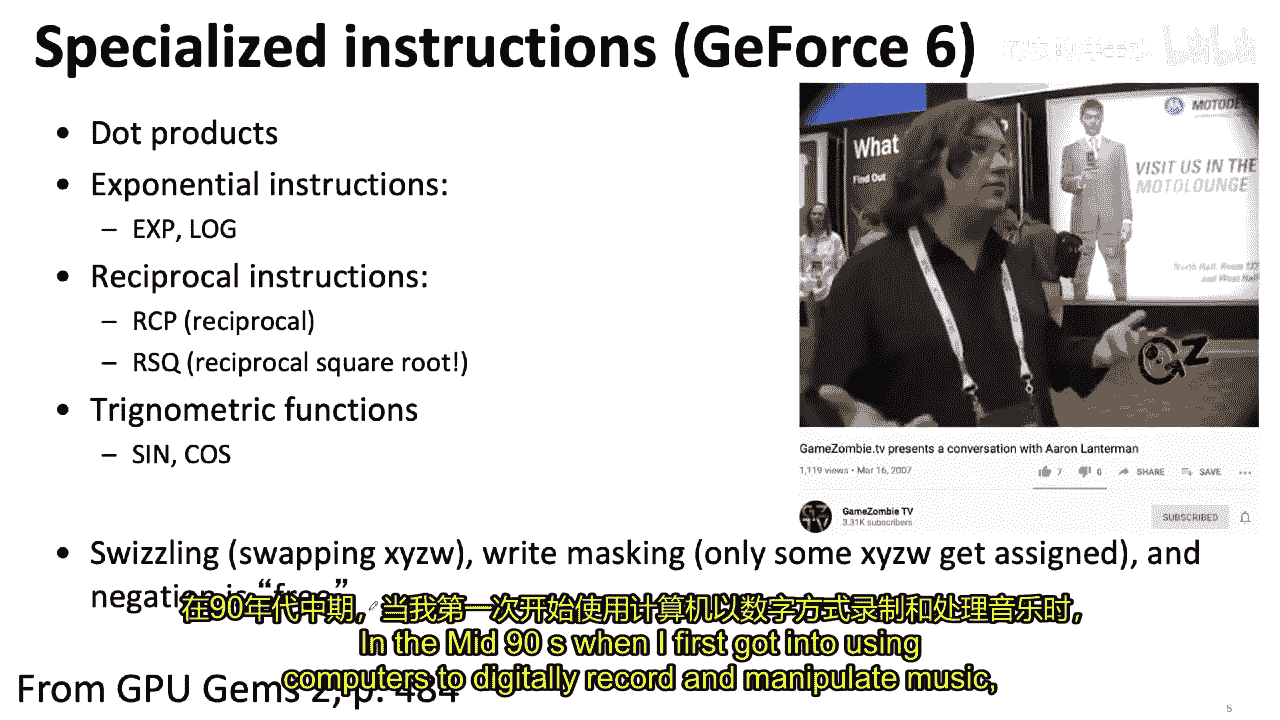 Specialized instructions (GeForce 6)
• Dot products
• Exponential instructions:
– EXP, LOG
• Reciprocal instructions:
– RCP (reciprocal)
– RSQ (reciprocal square root!)
• Trignometric functions
– SIN, COS
What
Find Out
VISIT US IN THE
MOTOLOUNGE
and West Hall
GZ
GameZombie.tv presents a conversation with Aaron Lanterman
1,119 views • Mar 16, 2007
7 0 SHARE SAVE
GameZombie TV
3.31K subscribers
SUBSCRIBED
• Swizzling (swapping xyzw), write masking (only some xyzw get assigned), and
negation is “free”
在90年代中期，当我第一次开始使用计算机以数字方式录制和处理音乐时，
In the Mid 90 s when I first got into using
computers to digitally record and manipulate music,
From GPU Gems 2, p. 484
5